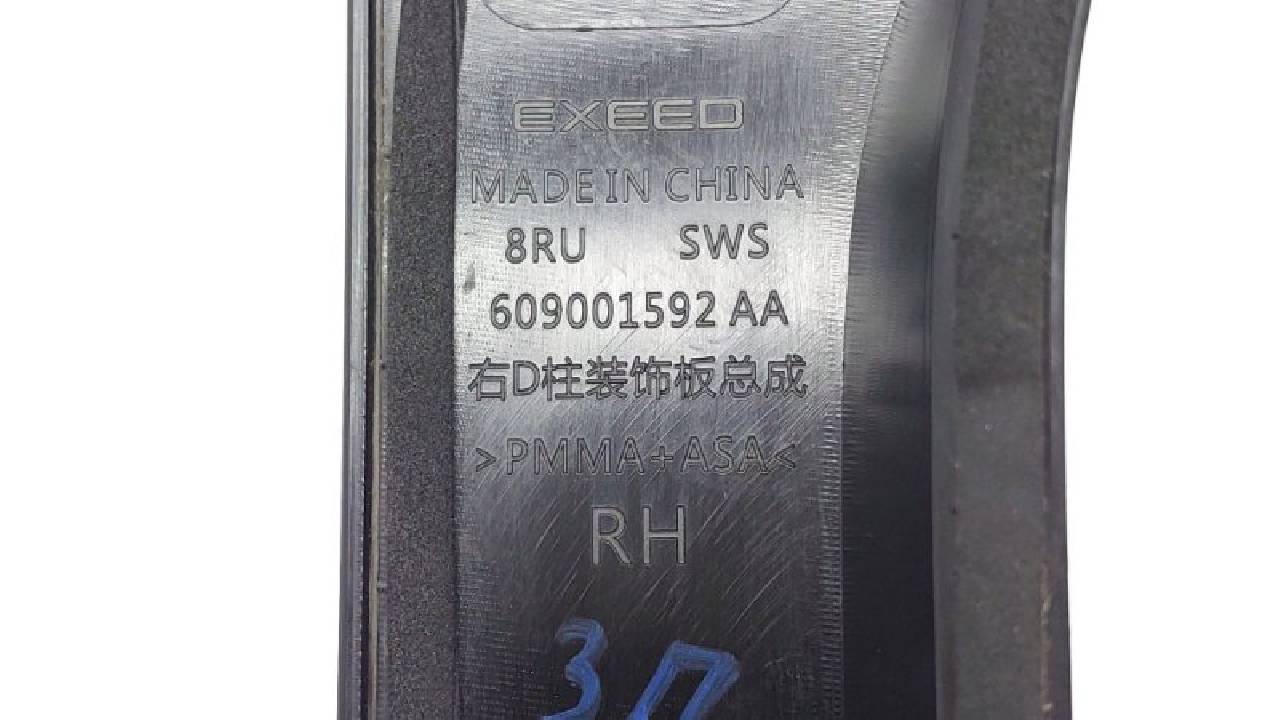 EXEED
MADE IN CHINA
8RU SWS
609001592 AA
右D柱装饰板总成
>PMMA+ASA<
RH
ЗП